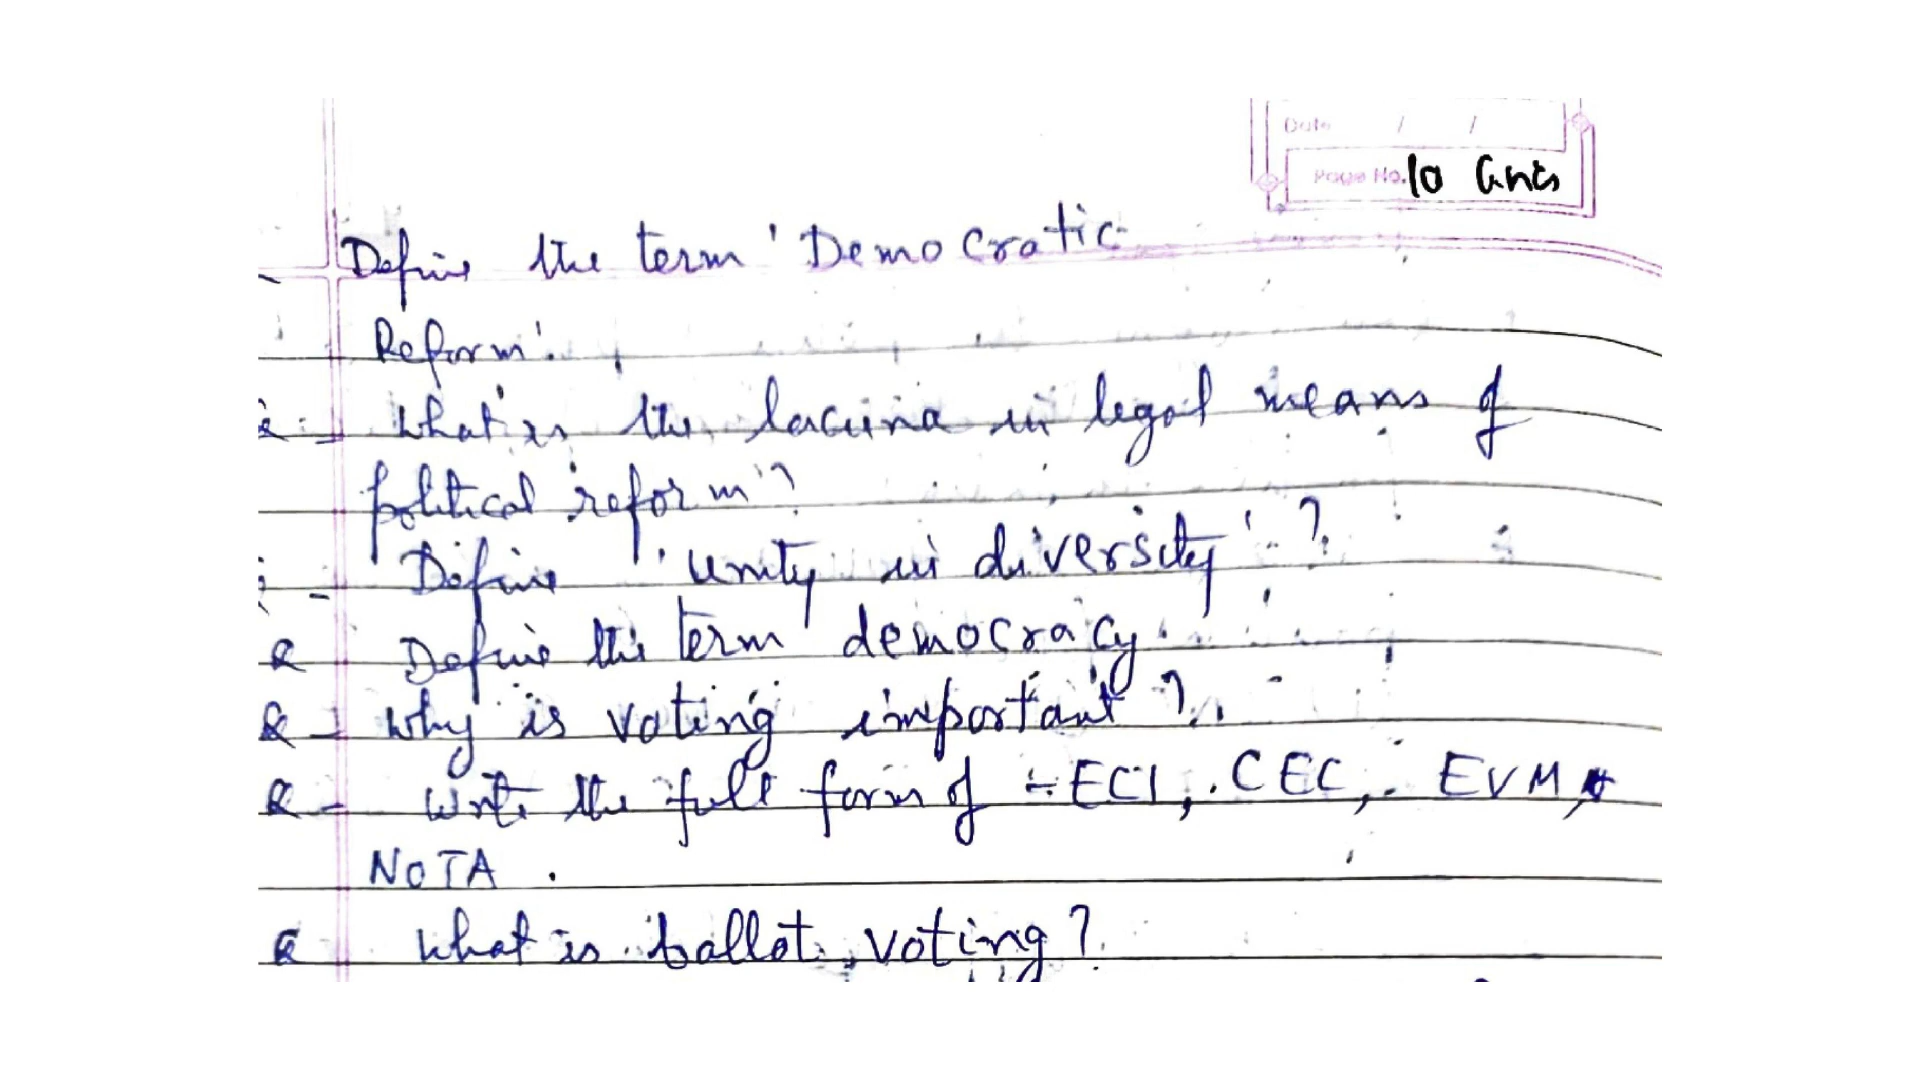 Date / /
Page No. 10
Define the term 'Democratic
Reform'.
Q - What is the lacuna in legal means of
political reform?
- Define 'unity in diversity'?
Q Define the term democracy.
Q - Why is voting important?
Q - Write the full form of :- ECI, CEC, EVM,
NOTA.
Q What is ballot voting?